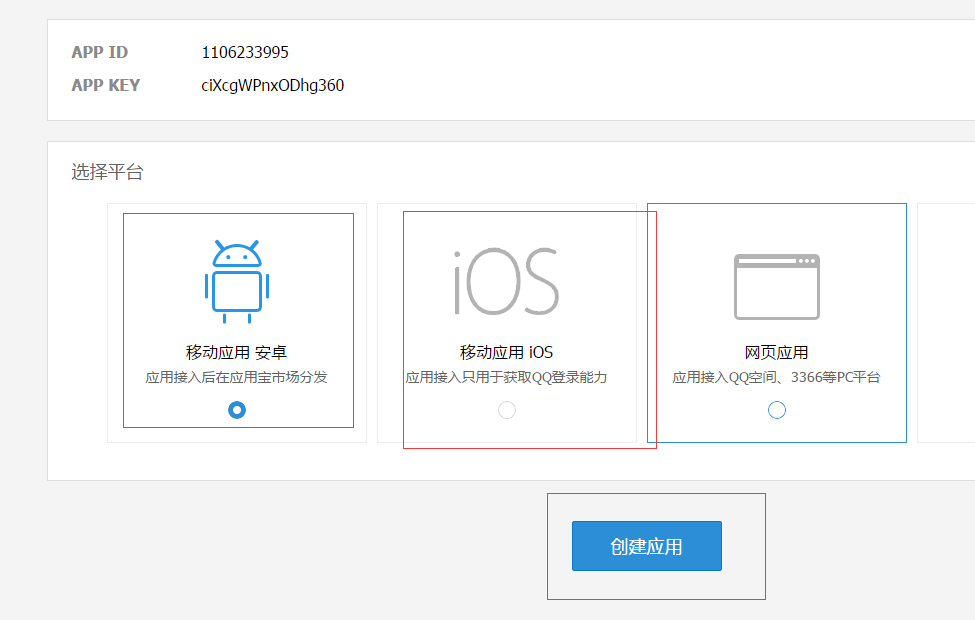 APP ID 1106233995
APP KEY ciXcgWPnxODhg360
选择平台
iOS
移动应用 安卓 移动应用 iOS 网页应用
应用接入后在应用宝市场分发 应用接入只用于获取QQ登录能力 应用接入QQ空间、3366等PC平台
创建应用